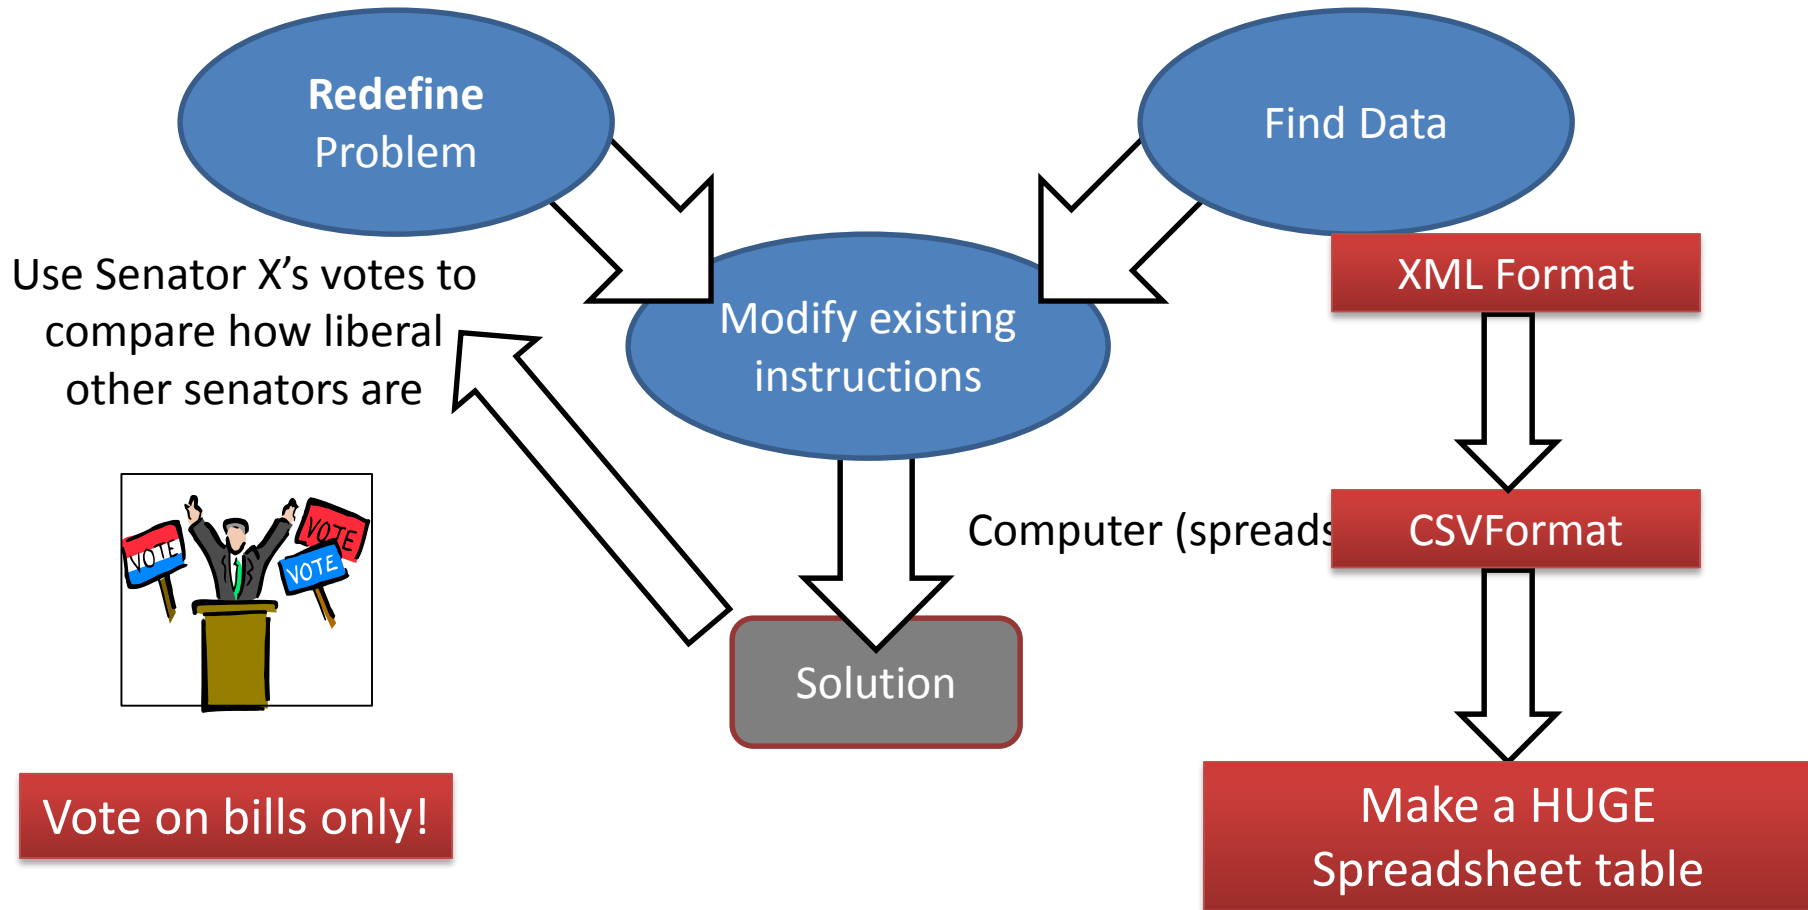 Redefine
Problem
Find Data
Use Senator X's votes to
compare how liberal
other senators are
Modify existing
instructions
XML Format
Computer (spreads
CSVFormat
VOTE
VOTE
VOTE
Solution
Vote on bills only!
Make a HUGE
Spreadsheet table